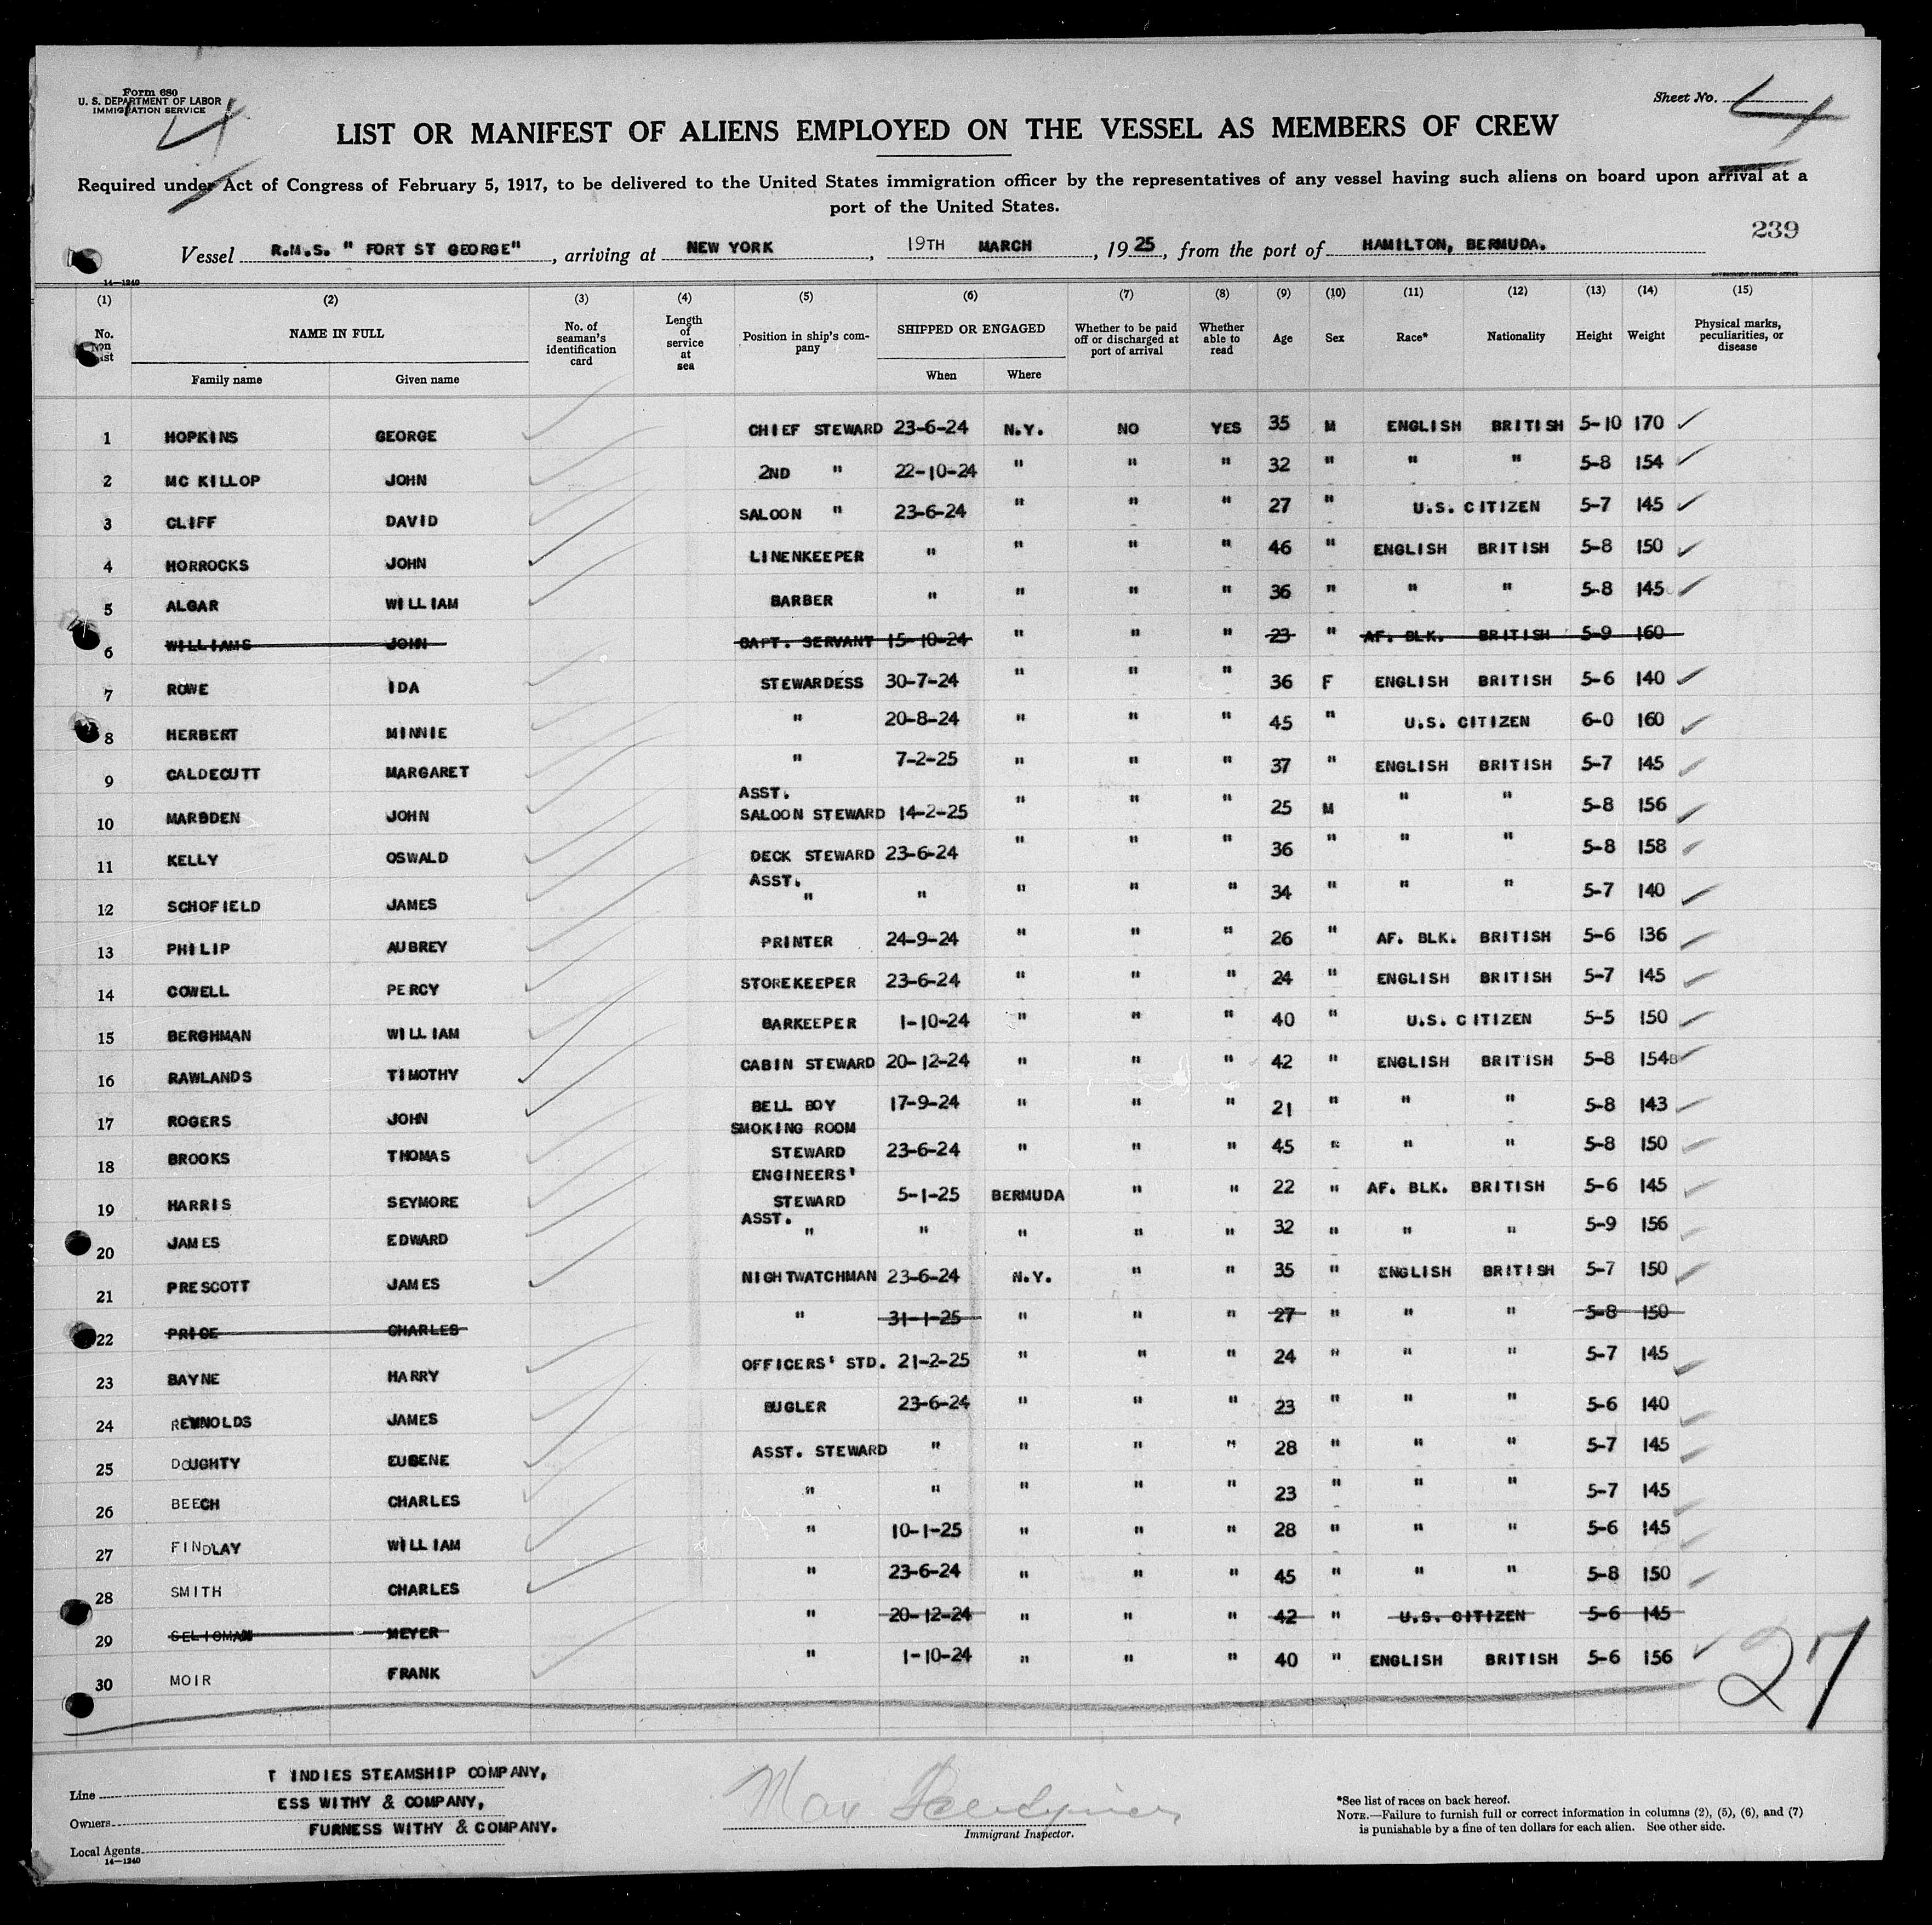 Form 680
U. S. DEPARTMENT OF LABOR
IMMIGRATION SERVICE
4
Sheet No. 4
LIST OR MANIFEST OF ALIENS EMPLOYED ON THE VESSEL AS MEMBERS OF CREW
Required under Act of Congress of February 5, 1917, to be delivered to the United States immigration officer by the representatives of any vessel having such aliens on board upon arrival at a
port of the United States.
239
Vessel R.M.S. " FORT ST GEORGE" , arriving at NEW YORK , 19TH MARCH , 19 25 , from the port of HAMILTON, BERMUDA.
14—1240
(1) (2) (3) (4) (5) (6) (7) (8) (9) (10) (11) (12) (13) (14) (15)
No. on list NAME IN FULL No. of seaman's identification card Length of service at sea Position in ship's company SHIPPED OR ENGAGED Whether to be paid off or discharged at port of arrival Whether able to read Age Sex Race* Nationality Height Weight Physical marks, peculiarities, or disease
Family name Given name When Where
1 HOPKINS GEORGE CHIEF STEWARD 23-6-24 N.Y. NO YES 35 M ENGLISH BRITISH 5-10 170
2 MC KILLOP JOHN 2ND " 22-10-24 " " " 32 " " " 5-8 154
3 CLIFF DAVID SALOON " 23-6-24 " " " 27 " U.S. CITIZEN 5-7 145
4 HORROCKS JOHN LINENKEEPER " " " " 46 " ENGLISH BRITISH 5-8 150
5 ALGAR WILLIAM BARBER " " " " 36 " " " 5-8 145
6 WILLIAMS JOHN CAPT. SERVANT 15-10-24 " " " 23 " AF. BLK. BRITISH 5-9 160
7 ROWE IDA STEWARDESS 30-7-24 " " " 36 F ENGLISH BRITISH 5-6 140
8 HERBERT MINNIE " 20-8-24 " " " 45 " U.S. CITIZEN 6-0 160
9 CALDECUTT MARGARET " 7-2-25 " " " 37 " ENGLISH BRITISH 5-7 145
10 MARSDEN JOHN ASST. SALOON STEWARD 14-2-25 " " " 25 M " " 5-8 156
11 KELLY OSWALD DECK STEWARD 23-6-24 " " " 36 " " " 5-8 158
12 SCHOFIELD JAMES ASST. " " " " " 34 " " " 5-7 140
13 PHILIP AUBREY PRINTER 24-9-24 " " " 26 " AF. BLK. BRITISH 5-6 136
14 COWELL PERCY STOREKEEPER 23-6-24 " " " 24 " ENGLISH BRITISH 5-7 145
15 BERGHMAN WILLIAM BARKEEPER 1-10-24 " " " 40 " U.S. CITIZEN 5-5 150
16 RAWLANDS TIMOTHY CABIN STEWARD 20-12-24 " " " 42 " ENGLISH BRITISH 5-8 154
17 ROGERS JOHN BELL BOY 17-9-24 " " " 21 " " " 5-8 143
18 BROOKS THOMAS SMOKING ROOM STEWARD 23-6-24 " " " 45 " " " 5-8 150
19 HARRIS SEYMORE ENGINEERS' STEWARD 5-1-25 BERMUDA " " 22 " AF. BLK. BRITISH 5-6 145
20 JAMES EDWARD ASST. " " " " " 32 " " " 5-9 156
21 PRESCOTT JAMES NIGHTWATCHMAN 23-6-24 N.Y. " " 35 " ENGLISH BRITISH 5-7 150
22 PRICE CHARLES " 31-1-25 " " " 27 " " " 5-8 150
23 BAYNE HARRY OFFICERS' STD. 21-2-25 " " " 24 " " " 5-7 145
24 REYNOLDS JAMES BUGLER 23-6-24 " " " 23 " " " 5-6 140
25 DOUGHTY EUGENE ASST. STEWARD " " " " 28 " " " 5-7 145
26 BEECH CHARLES " " " " " 23 " " " 5-7 145
27 FINDLAY WILLIAM " 10-1-25 " " " 28 " " " 5-6 145
28 SMITH CHARLES " 23-6-24 " " " 45 " " " 5-8 150
29 SELIGMAN MEYER " 20-12-24 " " " 42 " U.S. CITIZEN 5-6 145
30 MOIR FRANK " 1-10-24 " " " 40 " ENGLISH BRITISH 5-6 156
27
Line T INDIES STEAMSHIP COMPANY,
Owners ESS WITHY & COMPANY,
Local Agents FURNESS WITHY & COMPANY.
14—1240
Max
Immigrant Inspector.
*See list of races on back hereof.
NOTE.—Failure to furnish full or correct information in columns (2), (5), (6), and (7)
is punishable by a fine of ten dollars for each alien. See other side.